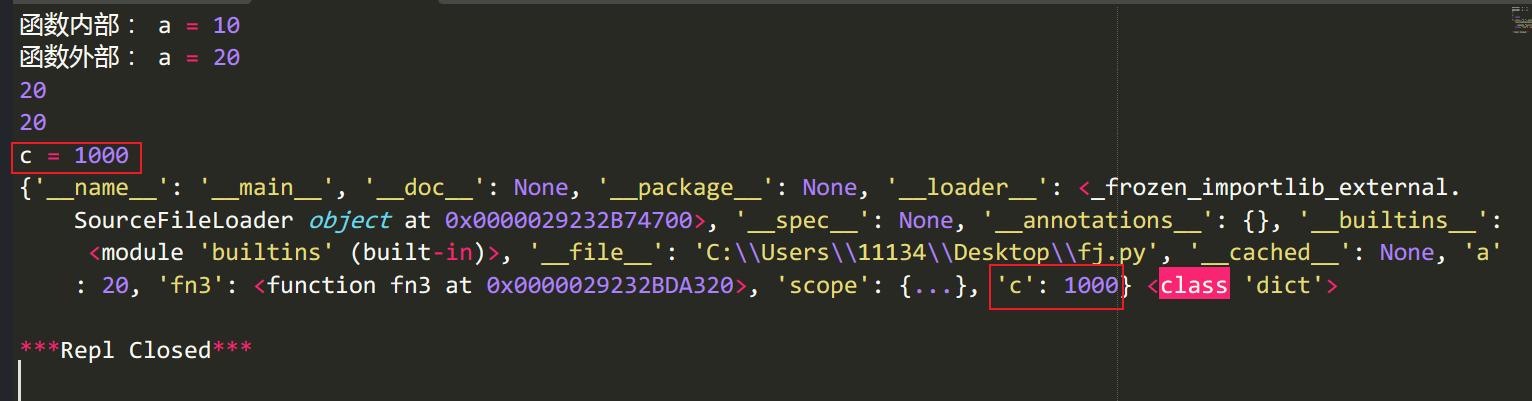 函数内部： a = 10
函数外部： a = 20
20
20
c = 1000
{'__name__': '__main__', '__doc__': None, '__package__': None, '__loader__': <_frozen_importlib_external.
SourceFileLoader object at 0x0000029232B74700>, '__spec__': None, '__annotations__': {}, '__builtins__':
<module 'builtins' (built-in)>, '__file__': 'C:\\Users\\11134\\Desktop\\fj.py', '__cached__': None, 'a'
: 20, 'fn3': <function fn3 at 0x0000029232BDA320>, 'scope': {...}, 'c': 1000} <class 'dict'>
***Repl Closed***